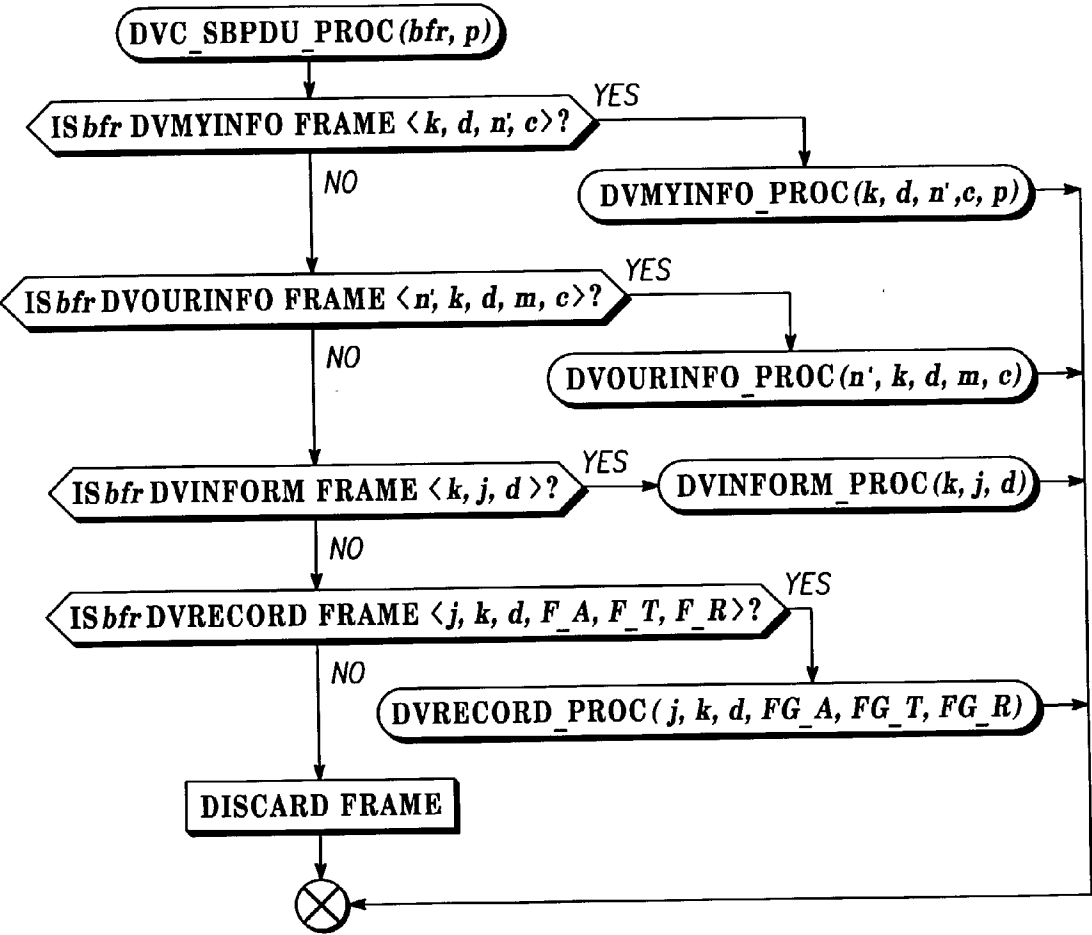 DVC_SBPDU_PROC(bfr, p)
IS bfr DVMYINFO FRAME <k, d, n', c>?
YES
NO
DVMYINFO_PROC(k, d, n',c, p)
IS bfr DVOURINFO FRAME <n', k, d, m, c>?
YES
NO
DVOURINFO_PROC(n', k, d, m, c)
IS bfr DVINFORM FRAME <k, j, d >?
YES
DVINFORM_PROC(k, j, d)
NO
IS bfr DVRECORD FRAME <j, k, d, F_A, F_T, F_R>?
YES
NO
DVRECORD_PROC( j, k, d, FG_A, FG_T, FG_R)
DISCARD FRAME